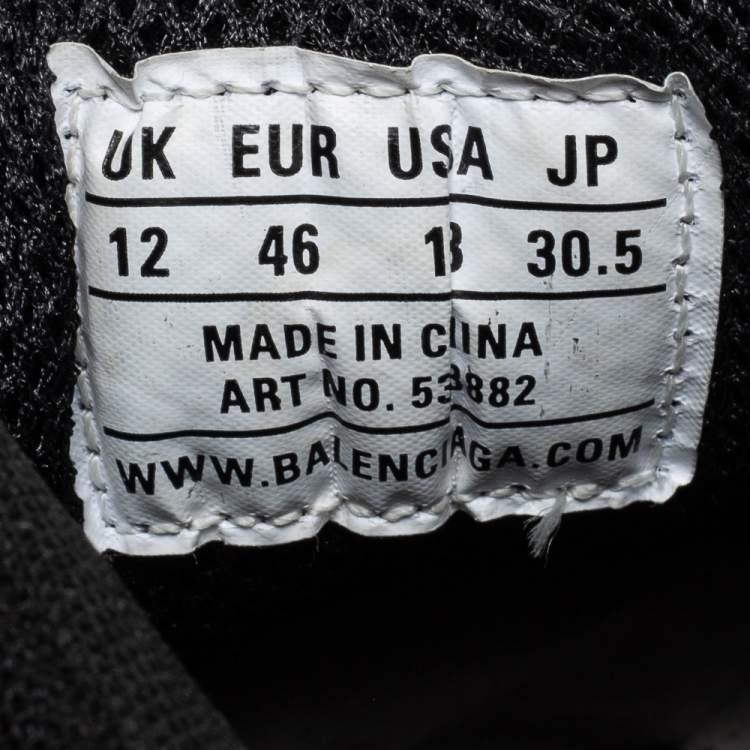 UK EUR USA JP
12 46 13 30.5
MADE IN CHINA
ART NO.
WWW.BALENCIAGA.COM